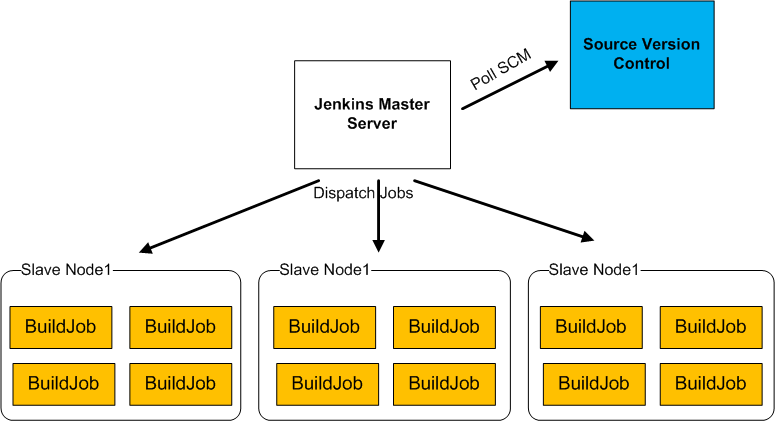 Source Version
Control
Poll SCM
Jenkins Master
Server
Dispatch Jobs
Slave Node1
Slave Node1
Slave Node1
BuildJob BuildJob
BuildJob BuildJob
BuildJob BuildJob
BuildJob BuildJob
BuildJob BuildJob
BuildJob BuildJob